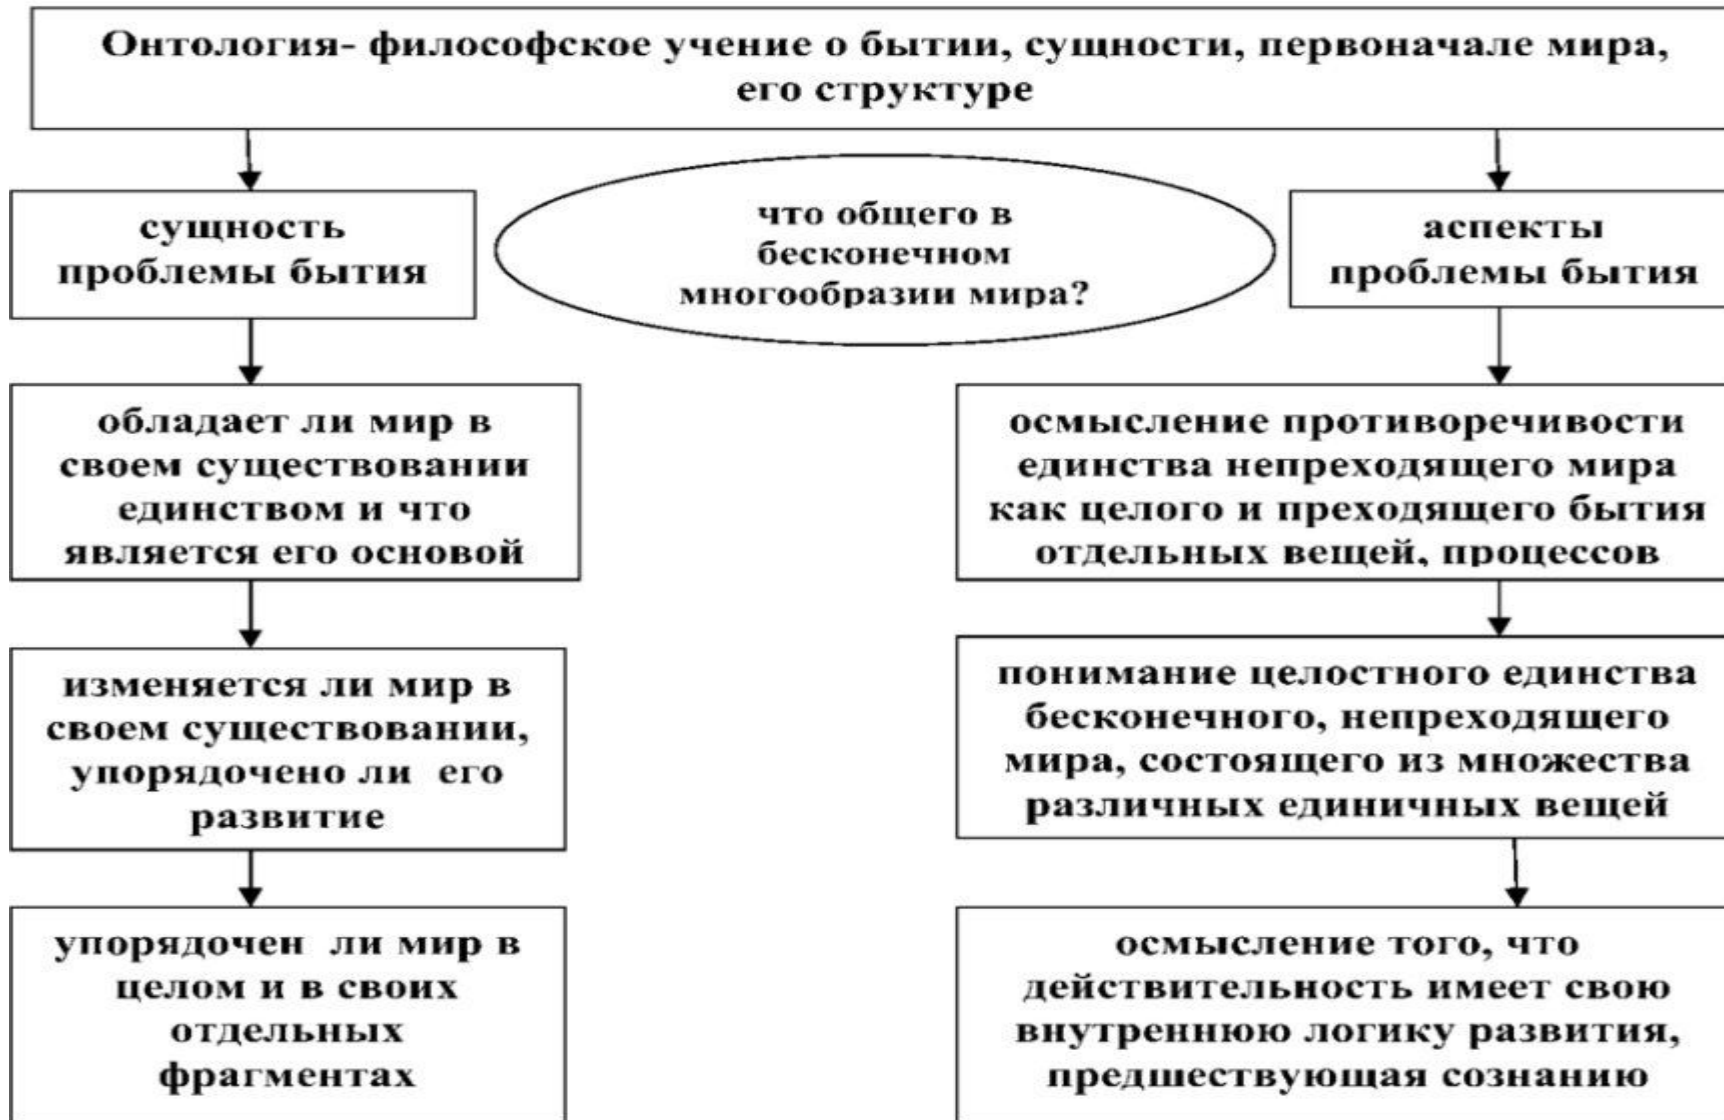 Онтология- философское учение о бытии, сущности, первоначале мира,
его структуре
сущность
проблемы бытия
что общего в
бесконечном
многообразии мира?
аспекты
проблемы бытия
обладает ли мир в
своем существовании
единством и что
является его основой
осмысление противоречивости
единства непреходящего мира
как целого и преходящего бытия
отдельных вещей, процессов
изменяется ли мир в
своем существовании,
упорядочено ли его
развитие
понимание целостного единства
бесконечного, непреходящего
мира, состоящего из множества
различных единичных вещей
упорядочен ли мир в
целом и в своих
отдельных
фрагментах
осмысление того, что
действительность имеет свою
внутреннюю логику развития,
предшествующая сознанию